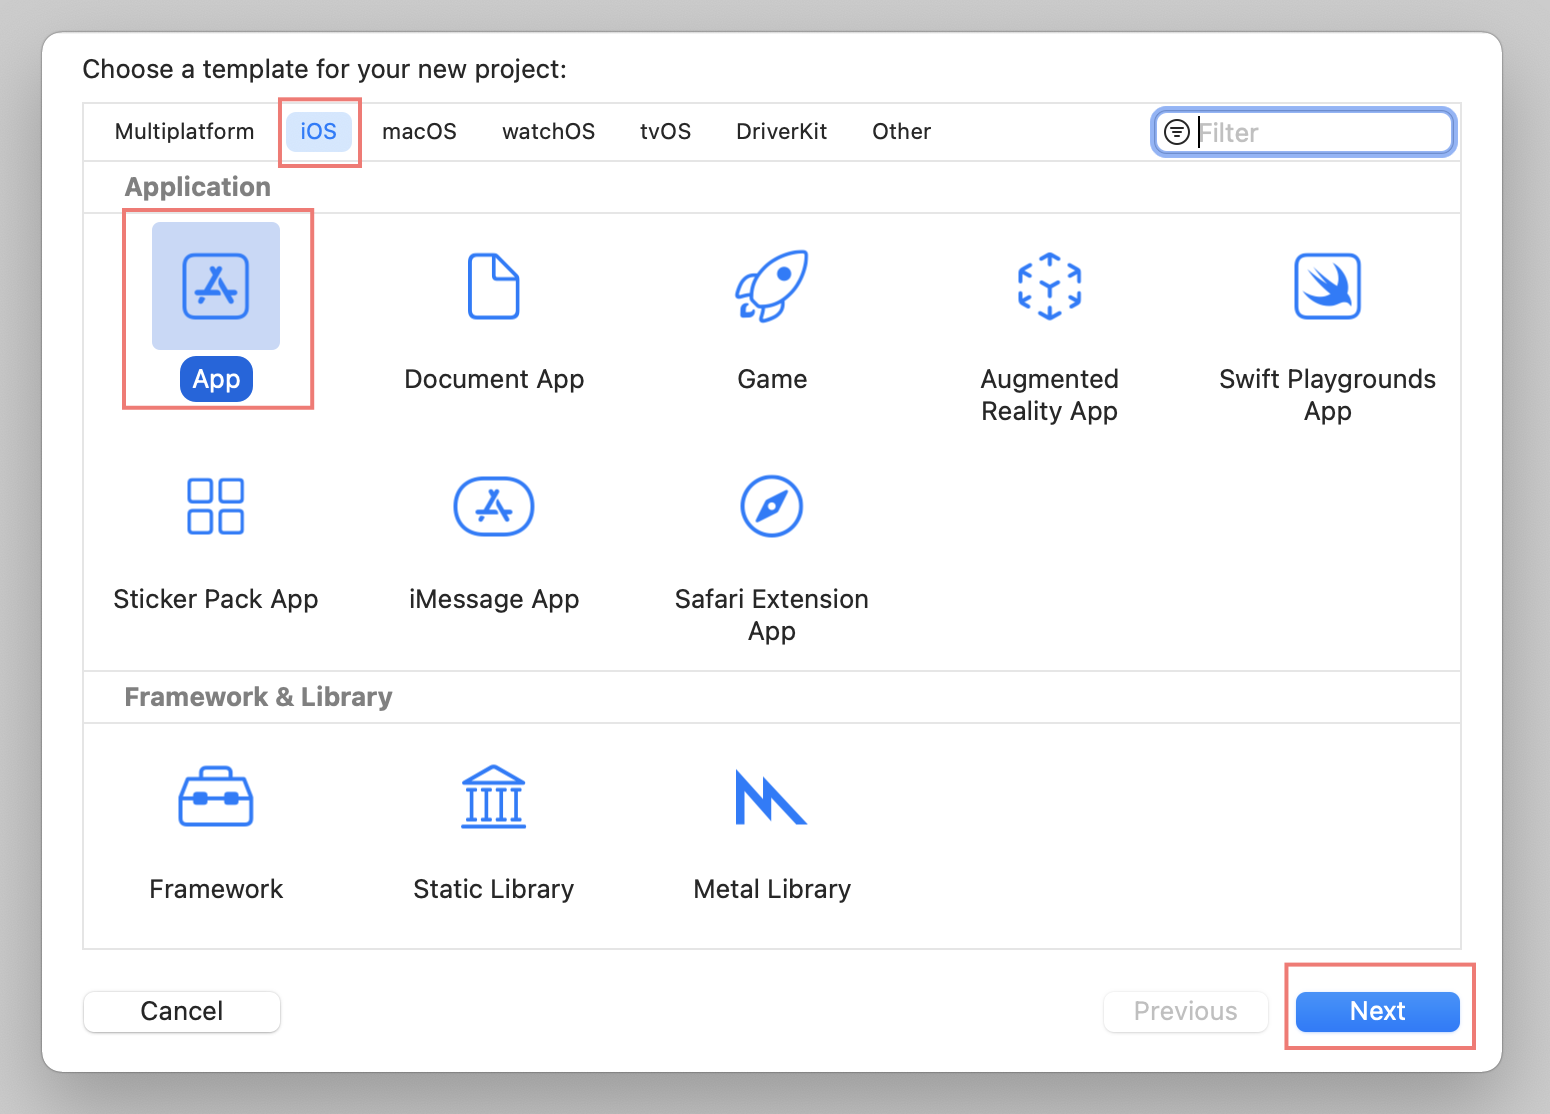 Choose a template for your new project:
Multiplatform iOS macOS watchOS tvOS DriverKit Other Filter
Application
App Document App Game Augmented Reality App Swift Playgrounds App
Sticker Pack App iMessage App Safari Extension App
Framework & Library
Framework Static Library Metal Library
Cancel Previous Next